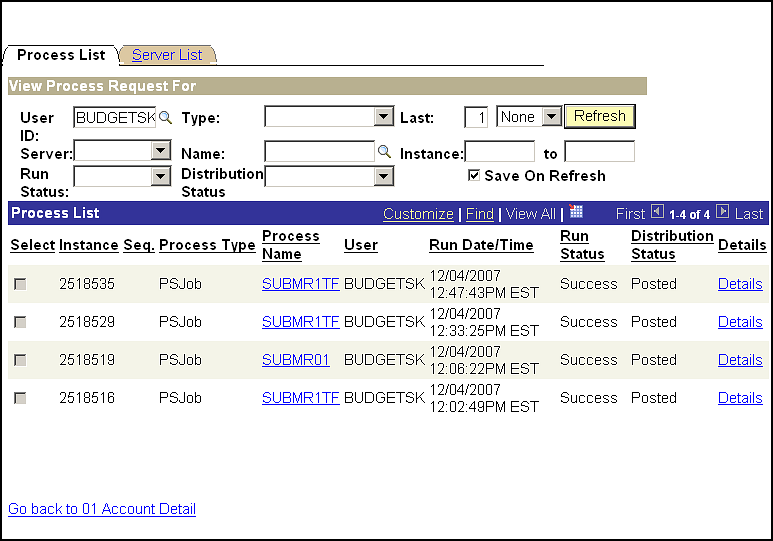 Process List Server List
View Process Request For
User ID: BUDGETSK Type: Last: 1 None Refresh
Server: Name: Instance: to
Run Status: Distribution Status Save On Refresh
Process List Customize | Find | View All | First 1-4 of 4 Last
Select Instance Seq. Process Type Process Name User Run Date/Time Run Status Distribution Status Details
2518535 PSJob SUBMR1TF BUDGETSK 12/04/2007 12:47:43PM EST Success Posted Details
2518529 PSJob SUBMR1TF BUDGETSK 12/04/2007 12:33:25PM EST Success Posted Details
2518519 PSJob SUBMR01 BUDGETSK 12/04/2007 12:06:22PM EST Success Posted Details
2518516 PSJob SUBMR1TF BUDGETSK 12/04/2007 12:02:49PM EST Success Posted Details
Go back to 01 Account Detail